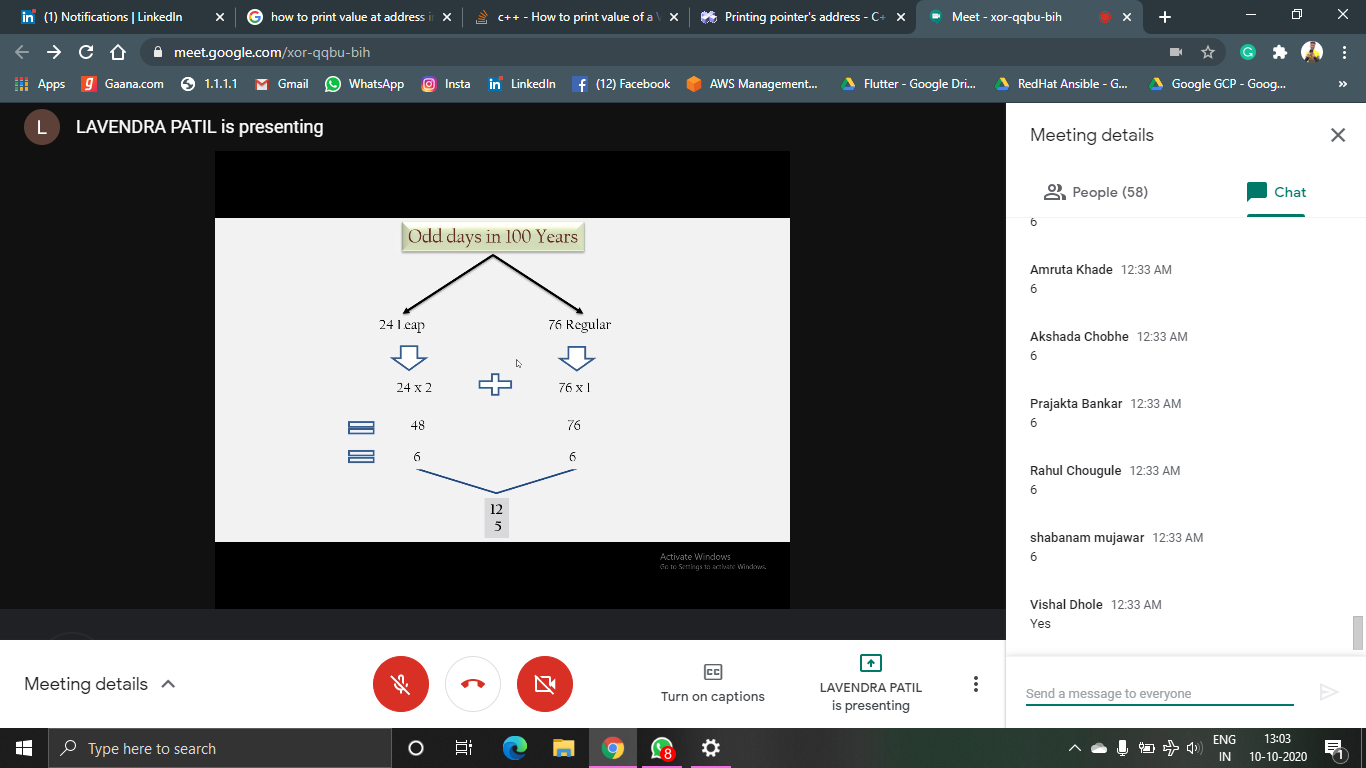 (1) Notifications | LinkedIn
how to print value at address i
c++ - How to print value of a
Printing pointer's address - C+
Meet - xor-qqbu-bih
meet.google.com/xor-qqbu-bih
Apps
Gaana.com
1.1.1.1
Gmail
WhatsApp
Insta
LinkedIn
(12) Facebook
AWS Management...
Flutter - Google Dri...
RedHat Ansible - G...
Google GCP - Goog...
»
L
LAVENDRA PATIL is presenting
Odd days in 100 Years
24 Leap
76 Regular
24 x 2
76 x 1
48
76
6
6
12
5
Activate Windows
Go to Settings to activate Windows.
Meeting details
People (58)
Chat
6
Amruta Khade 12:33 AM
6
Akshada Chobhe 12:33 AM
6
Prajakta Bankar 12:33 AM
6
Rahul Chougule 12:33 AM
6
shabanam mujawar 12:33 AM
6
Vishal Dhole 12:33 AM
Yes
Send a message to everyone
Meeting details
CC
Turn on captions
LAVENDRA PATIL
is presenting
Type here to search
8
ENG
IN
13:03
10-10-2020
1